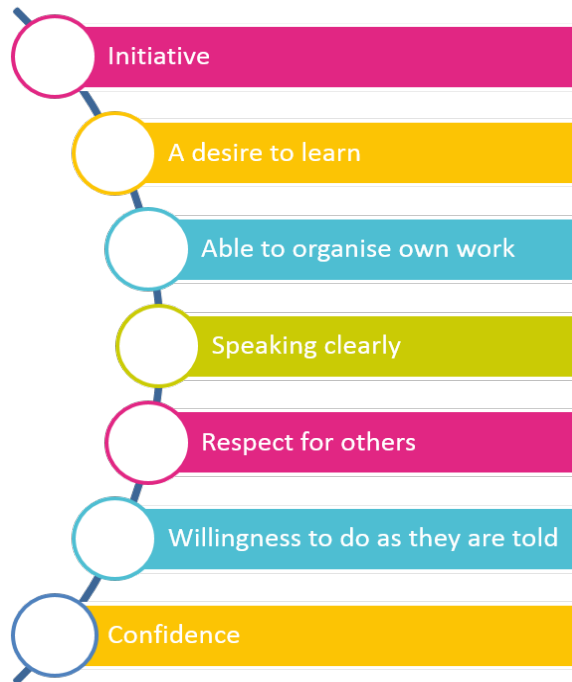 Initiative
A desire to learn
Able to organise own work
Speaking clearly
Respect for others
Willingness to do as they are told
Confidence